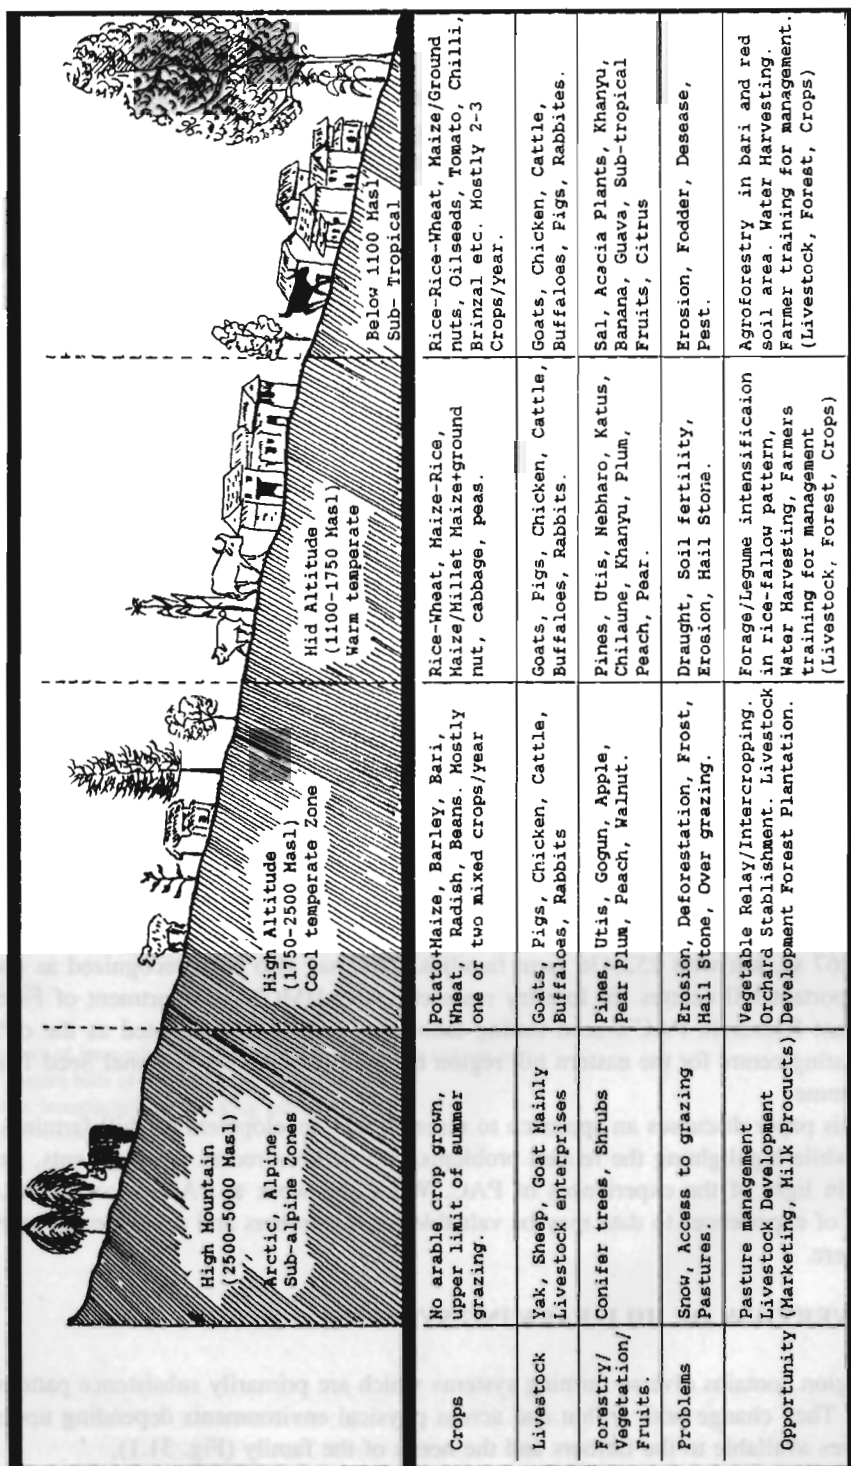 High Mountain
(2500-5000 Masl)
Arctic, Alpine,
Sub-alpine Zones
High Altitude
(1750-2500 Masl)
Cool temperate Zone
Mid Altitude
(1100-1750 Masl)
Warm temperate
Below 1100 Masl
Sub- Tropical
Crops
No arable crop grown,
upper limit of summer
grazing.
Potato-Maize, Barley, Bari,
Wheat, Radish, Beans. Mostly
one or two mixed crops/year
Rice-Wheat, Maize-Rice,
Maize/Millet Maize+ground
nut, cabbage, peas.
Rice-Rice-Wheat, Maize/Ground
nuts, Oilseeds, Tomato, Chilli,
Brinzal etc. Mostly 2-3
Crops/year.
Livestock
Yak, Sheep, Goat Mainly
Livestock enterprises
Goats, Pigs, Chicken, Cattle,
Buffaloes, Rabbits
Goats, Pigs, Chicken, Cattle,
Buffaloes, Rabbits.
Goats, Chicken, Cattle,
Buffaloes, Pigs, Rabbites.
Forestry/
Vegetation/
Fruits,
Conifer trees, Shrubs
Pines, Utis, Gogun, Apple,
Pear Plum, Peach, Walnut.
Pines, Utis, Nebharo, Katus,
Chilaune, Khanyu, Plum,
Peach, Pear.
Sal, Acacia Plants, Khanyu,
Banana, Guava, Sub-tropical
Fruits, Citrus
Problems
Snow, Access to grazing
Pastures.
Erosion, Deforestation, Frost,
Hail Stone, Over grazing.
Draught, Soil fertility,
Erosion, Hail Stone.
Erosion, Fodder, Desease,
Pest.
Opportunity
Pasture management
Livestock Development
(Marketing, Milk Procucts)
Vegetable Relay/Intercropping.
Orchard Stablishment. Livestock
Development Forest Plantation.
Forage/Legume intensificaion
in rice-fallow pattern,
Water Harvesting, Farmers
training for management
(Livestock, Forest, Crops)
Agroforestry in bari and red
soil area. Water Harvesting.
Farmer training for management.
(Livestock, Forest, Crops)